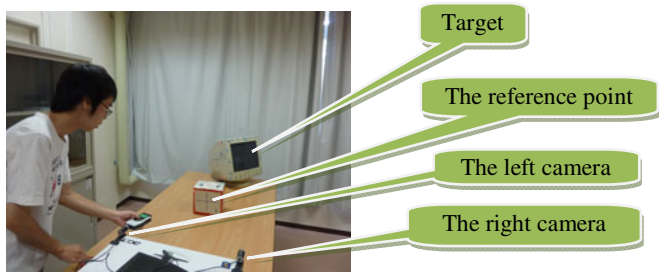 Target
The reference point
The left camera
The right camera